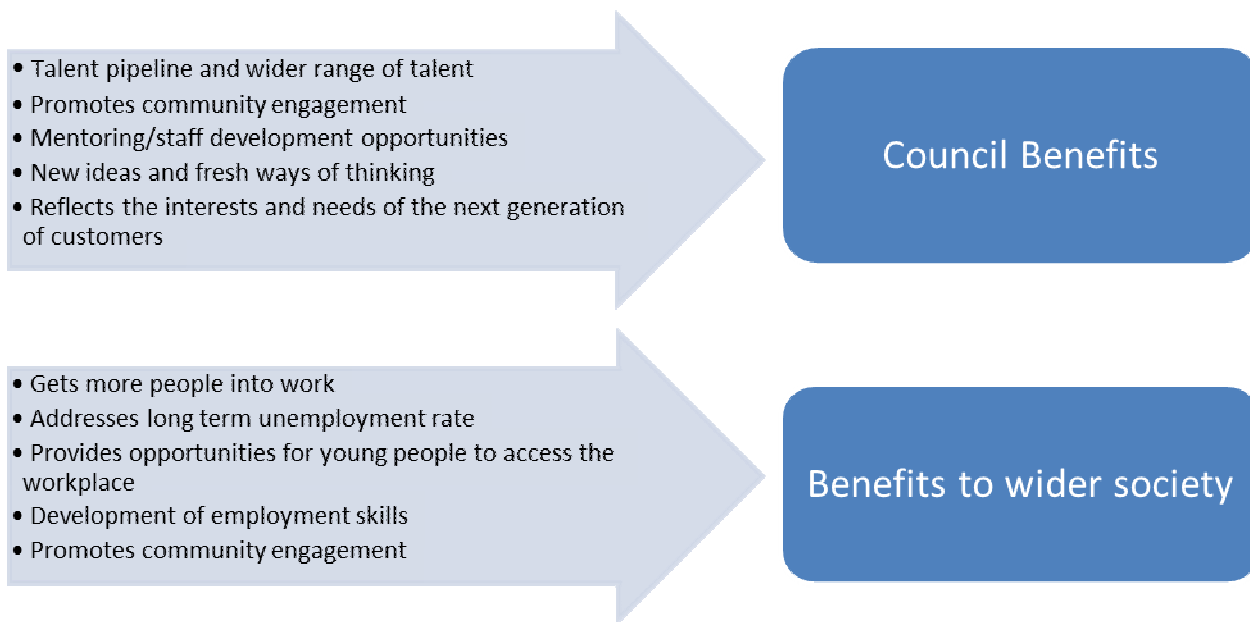 • Talent pipeline and wider range of talent
• Promotes community engagement
• Mentoring/staff development opportunities
• New ideas and fresh ways of thinking
• Reflects the interests and needs of the next generation
of customers
Council Benefits
• Gets more people into work
• Addresses long term unemployment rate
• Provides opportunities for young people to access the
workplace
• Development of employment skills
• Promotes community engagement
Benefits to wider society